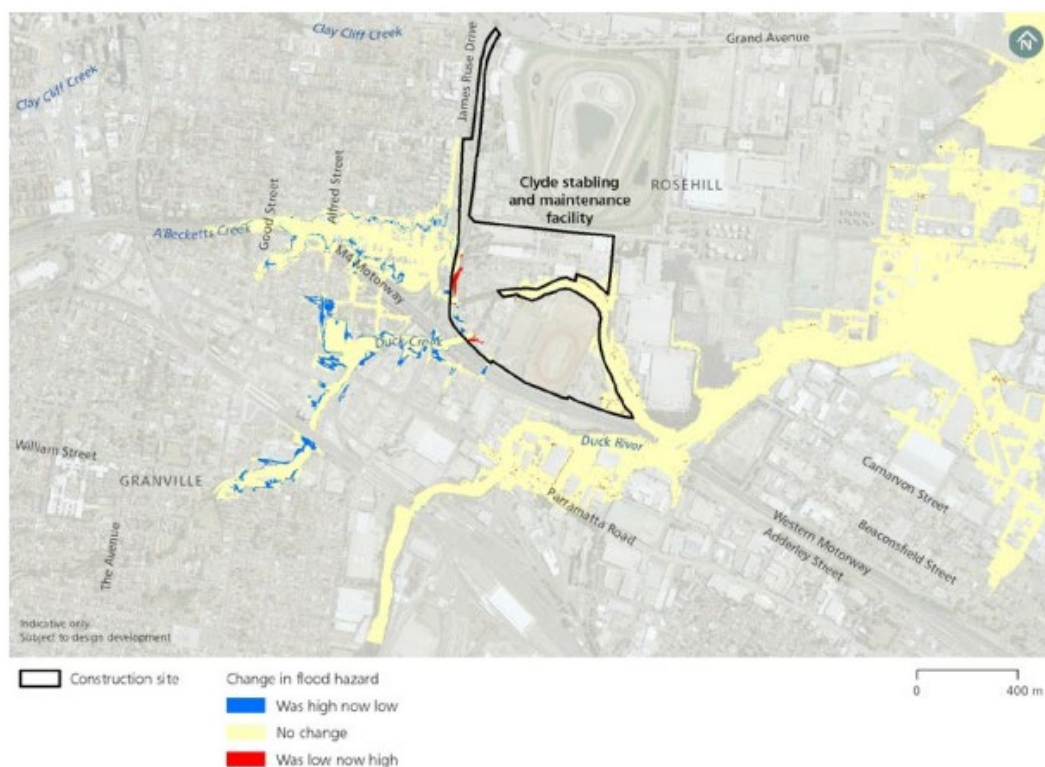 Clay Cliff Creek
Grand Avenue
Clay Cliff Creek
James Ruse Drive
Clyde stabling
and maintenance
facility
ROSEHILL
Alfred Street
Good Street
A'Becketts Creek
M4 Motorway
Duck Creek
Duck River
William Street
GRANVILLE
Parramatta Road
Carnarvon Street
Beaconsfield Street
Western Motorway
Adderley Street
The Avenue
Indicative only
Subject to design development
N
Construction site
Change in flood hazard
Was high now low
No change
Was low now high
0 400 m